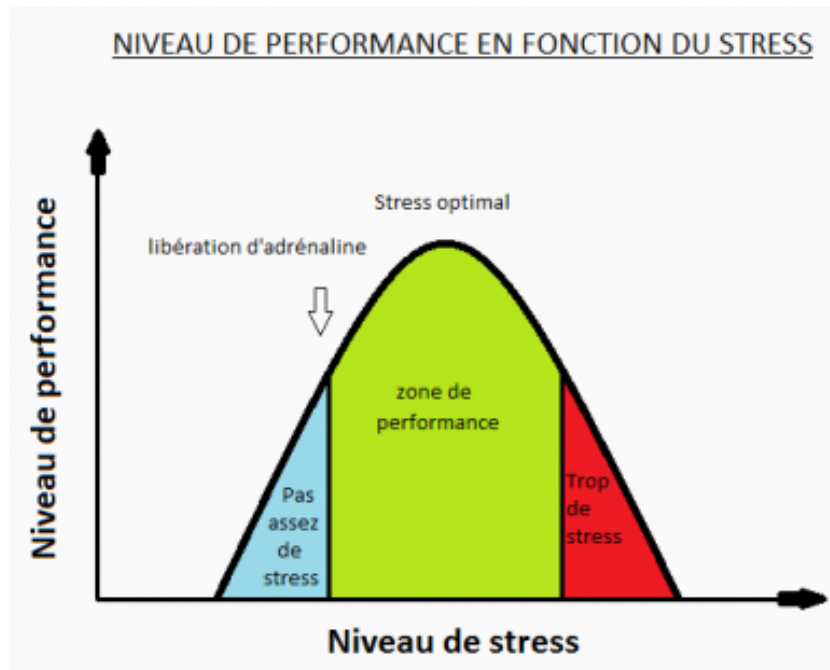 NIVEAU DE PERFORMANCE EN FONCTION DU STRESS
Stress optimal
libération d'adrénaline
Niveau de performance
zone de
performance
Pas
assez
de
stress
Trop
de
stress
Niveau de stress